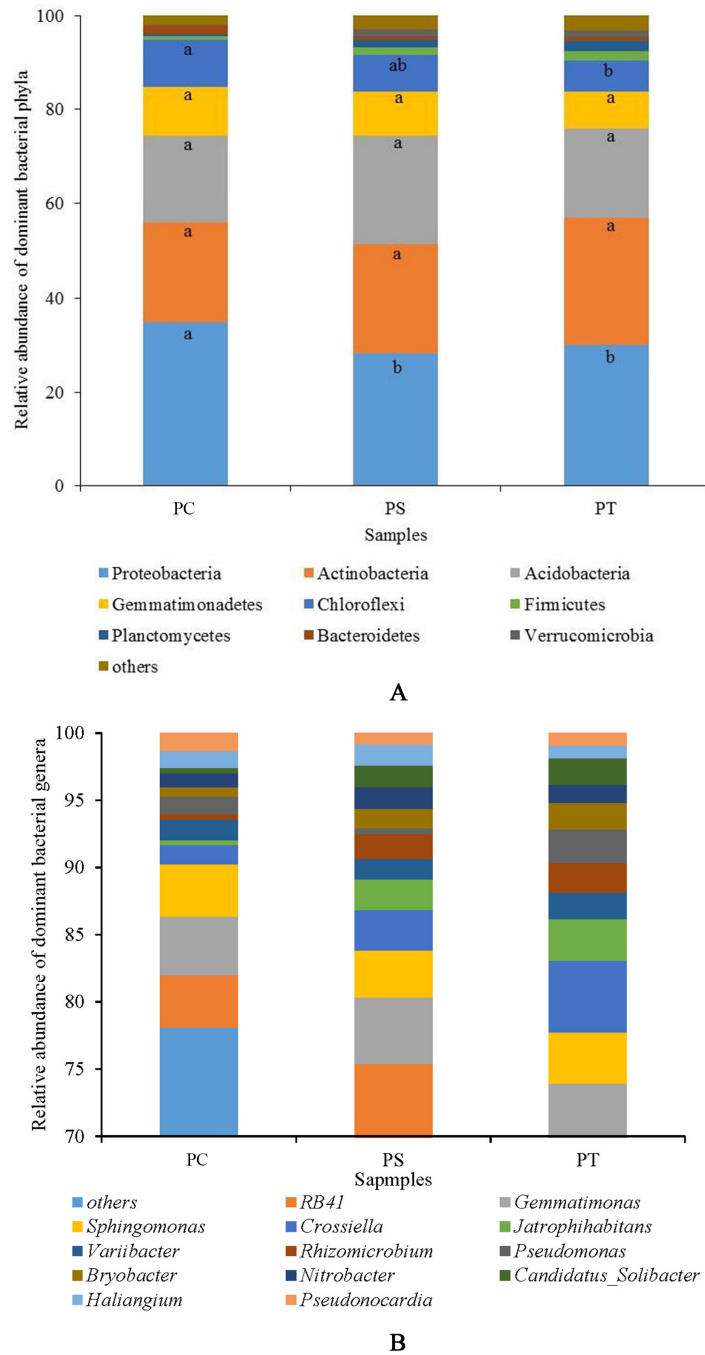 Relative abundance of dominant bacterial phyla
100
80
60
40
20
0
a
ab
b
a
a
a
a
a
a
a
a
a
a
b
b
PC
PS
PT
Samples
Proteobacteria
Actinobacteria
Acidobacteria
Gemmatimonadetes
Chloroflexi
Firmicutes
Planctomycetes
Bacteroidetes
Verrucomicrobia
others
A
Relative abundance of dominant bacterial genera
100
95
90
85
80
75
70
PC
PS
PT
Sapmples
others
RB41
Gemmatimonas
Sphingomonas
Crossiella
Jatrophihabitans
Variibacter
Rhizomicrobium
Pseudomonas
Bryobacter
Nitrobacter
Candidatus_Solibacter
Haliangium
Pseudonocardia
B